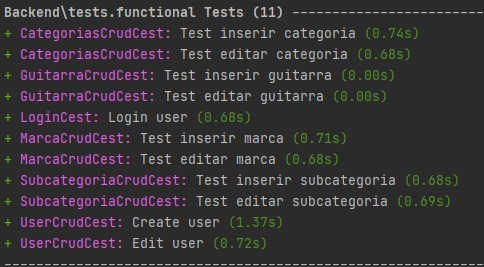 Backend\tests.functional Tests (11) ------------------------
+ CategoriasCrudCest: Test inserir categoria (0.74s)
+ CategoriasCrudCest: Test editar categoria (0.68s)
+ GuitarraCrudCest: Test inserir guitarra (0.00s)
+ GuitarraCrudCest: Test editar guitarra (0.00s)
+ LoginCest: Login user (0.68s)
+ MarcaCrudCest: Test inserir marca (0.71s)
+ MarcaCrudCest: Test editar marca (0.68s)
+ SubcategoriaCrudCest: Test inserir subcategoria (0.68s)
+ SubcategoriaCrudCest: Test editar subcategoria (0.69s)
+ UserCrudCest: Create user (1.37s)
+ UserCrudCest: Edit user (0.72s)
------------------------------------------------------------